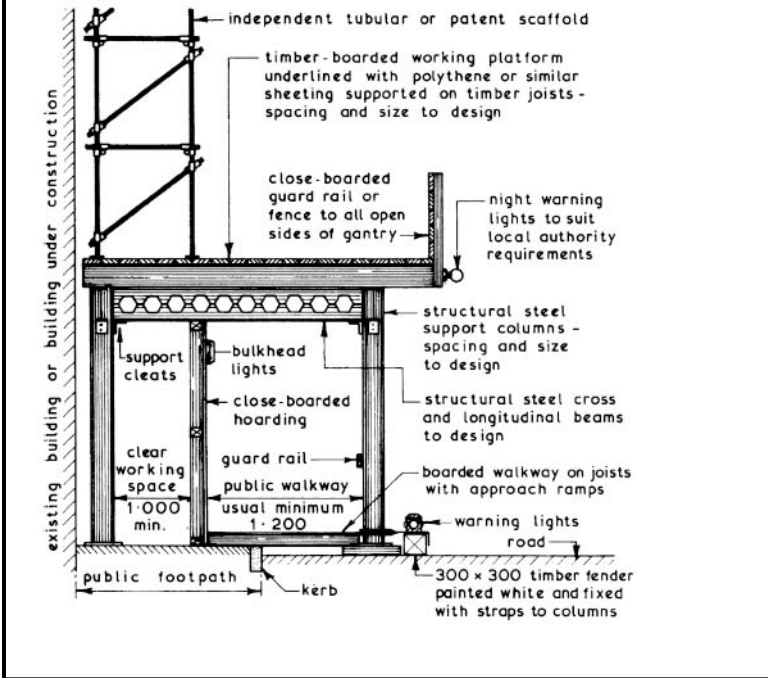 independent tubular or patent scaffold
timber-boarded working platform
underlined with polythene or similar
sheeting supported on timber joists -
spacing and size to design
existing building or building under construction
close-boarded
guard rail or
fence to all open
sides of gantry
night warning
lights to suit
local authority
requirements
structural steel
support columns -
spacing and size
to design
support
cleats
bulkhead
lights
close-boarded
hoarding
structural steel cross
and longitudinal beams
to design
clear
working
space
1·000
min.
guard rail
public walkway
usual minimum
1·200
boarded walkway on joists
with approach ramps
warning lights
road
public footpath
kerb
300 × 300 timber fender
painted white and fixed
with straps to columns